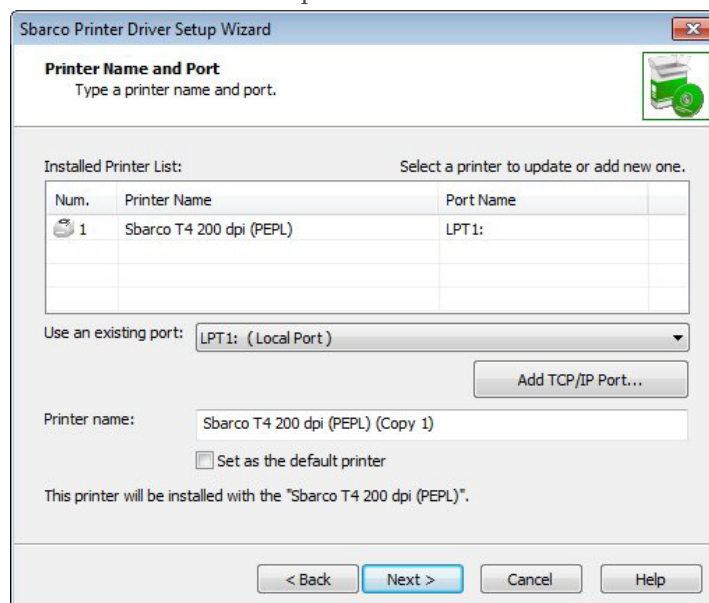 Sbarco Printer Driver Setup Wizard
Printer Name and Port
Type a printer name and port.
Installed Printer List: Select a printer to update or add new one.
Num. Printer Name Port Name
1 Sbarco T4 200 dpi (PEPL) LPT1:
Use an existing port: LPT1: (Local Port)
Add TCP/IP Port...
Printer name: Sbarco T4 200 dpi (PEPL) (Copy 1)
Set as the default printer
This printer will be installed with the "Sbarco T4 200 dpi (PEPL)".
< Back Next > Cancel Help